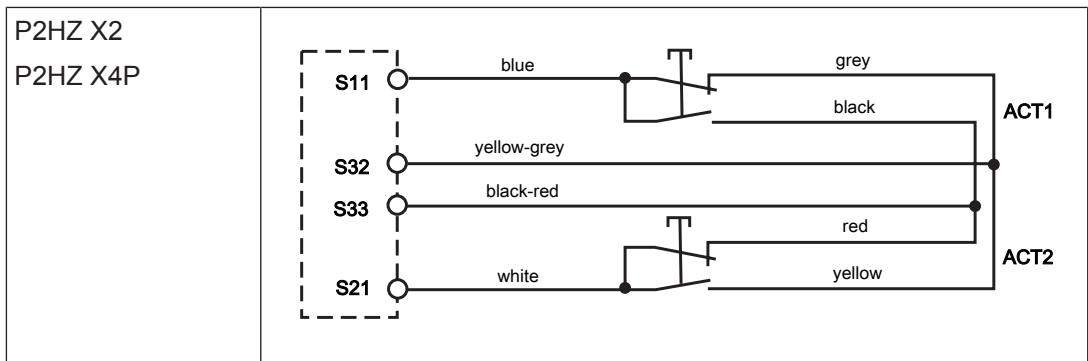 P2HZ X2
P2HZ X4P
S11
blue
grey
black
ACT1
S32
yellow-grey
S33
black-red
red
ACT2
S21
white
yellow